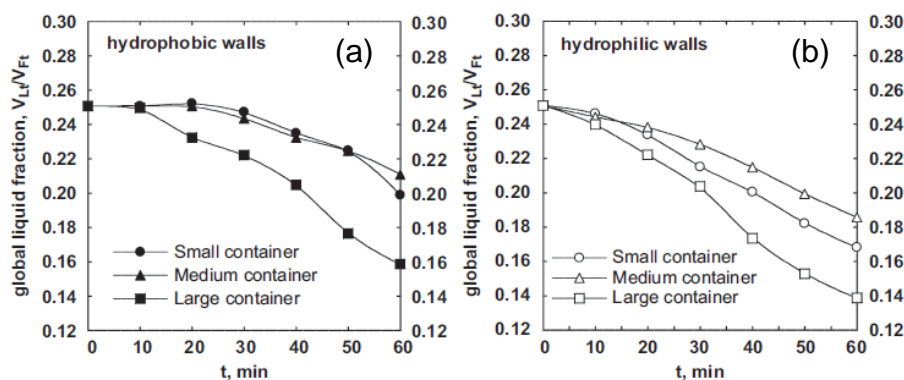 hydrophobic walls
(a)
global liquid fraction, V_Lt/V_Ft
0.30
0.28
0.26
0.24
0.22
0.20
0.18
0.16
0.14
0.12
Small container
Medium container
Large container
0.30
0.28
0.26
0.24
0.22
0.20
0.18
0.16
0.14
0.12
0 10 20 30 40 50 60
t, min
hydrophilic walls
(b)
global liquid fraction, V_Lt/V_Ft
0.30
0.28
0.26
0.24
0.22
0.20
0.18
0.16
0.14
0.12
Small container
Medium container
Large container
0.30
0.28
0.26
0.24
0.22
0.20
0.18
0.16
0.14
0.12
0 10 20 30 40 50 60
t, min